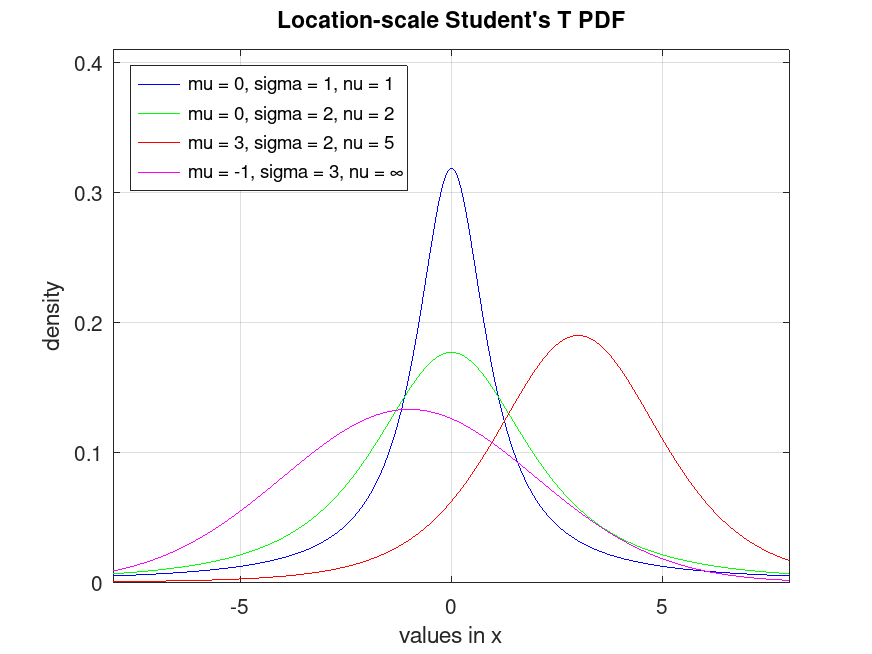 Location-scale Student's T PDF
0.4
mu = 0, sigma = 1, nu = 1
mu = 0, sigma = 2, nu = 2
mu = 3, sigma = 2, nu = 5
mu = -1, sigma = 3, nu = ∞
0.3
density
0.2
0.1
0
-5
0
5
values in x